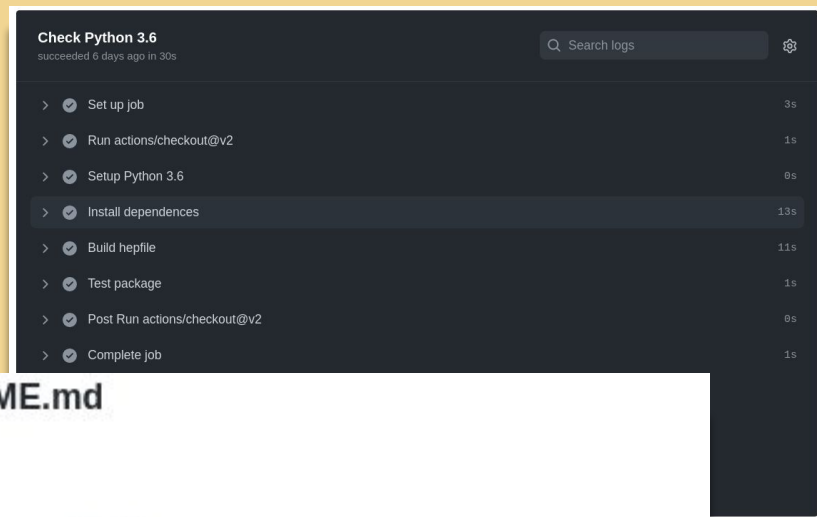 Check Python 3.6
succeeded 6 days ago in 30s
Search logs
Set up job 3s
Run actions/checkout@v2 1s
Setup Python 3.6 0s
Install dependences 13s
Build hepfile 11s
Test package 1s
Post Run actions/checkout@v2 0s
Complete job 1s
ME.md